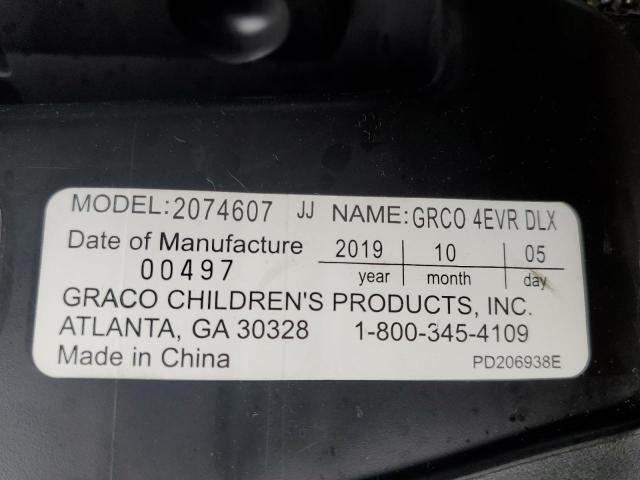 MODEL:2074607 JJ NAME:GRCO 4EVR DLX
Date of Manufacture 2019 10 05
00497 year month day
GRACO CHILDREN'S PRODUCTS, INC.
ATLANTA, GA 30328 1-800-345-4109
Made in China PD206938E